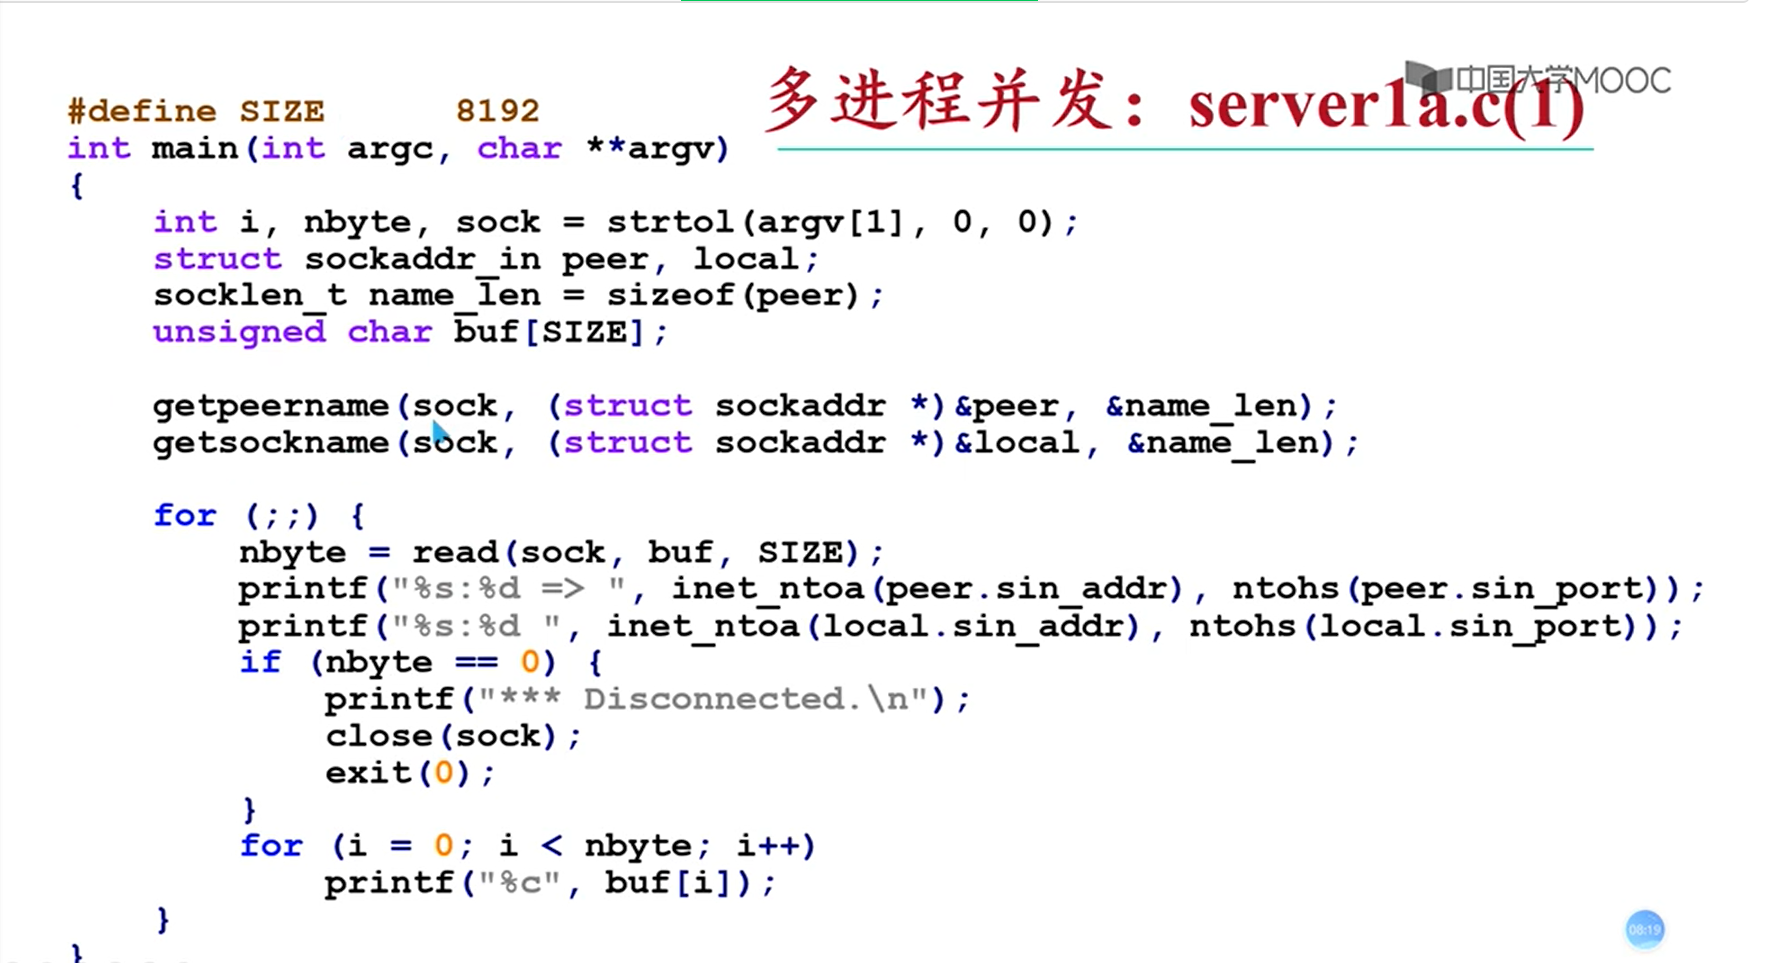 中国大学MOOC
多进程并发：server1a.c(1)
#define SIZE 8192
int main(int argc, char **argv)
{
int i, nbyte, sock = strtol(argv[1], 0, 0);
struct sockaddr_in peer, local;
socklen_t name_len = sizeof(peer);
unsigned char buf[SIZE];
getpeername(sock, (struct sockaddr *)&peer, &name_len);
getsockname(sock, (struct sockaddr *)&local, &name_len);
for (;;) {
nbyte = read(sock, buf, SIZE);
printf("%s:%d => ", inet_ntoa(peer.sin_addr), ntohs(peer.sin_port));
printf("%s:%d ", inet_ntoa(local.sin_addr), ntohs(local.sin_port));
if (nbyte == 0) {
printf("*** Disconnected.\n");
close(sock);
exit(0);
}
for (i = 0; i < nbyte; i++)
printf("%c", buf[i]);
}
}
08:19